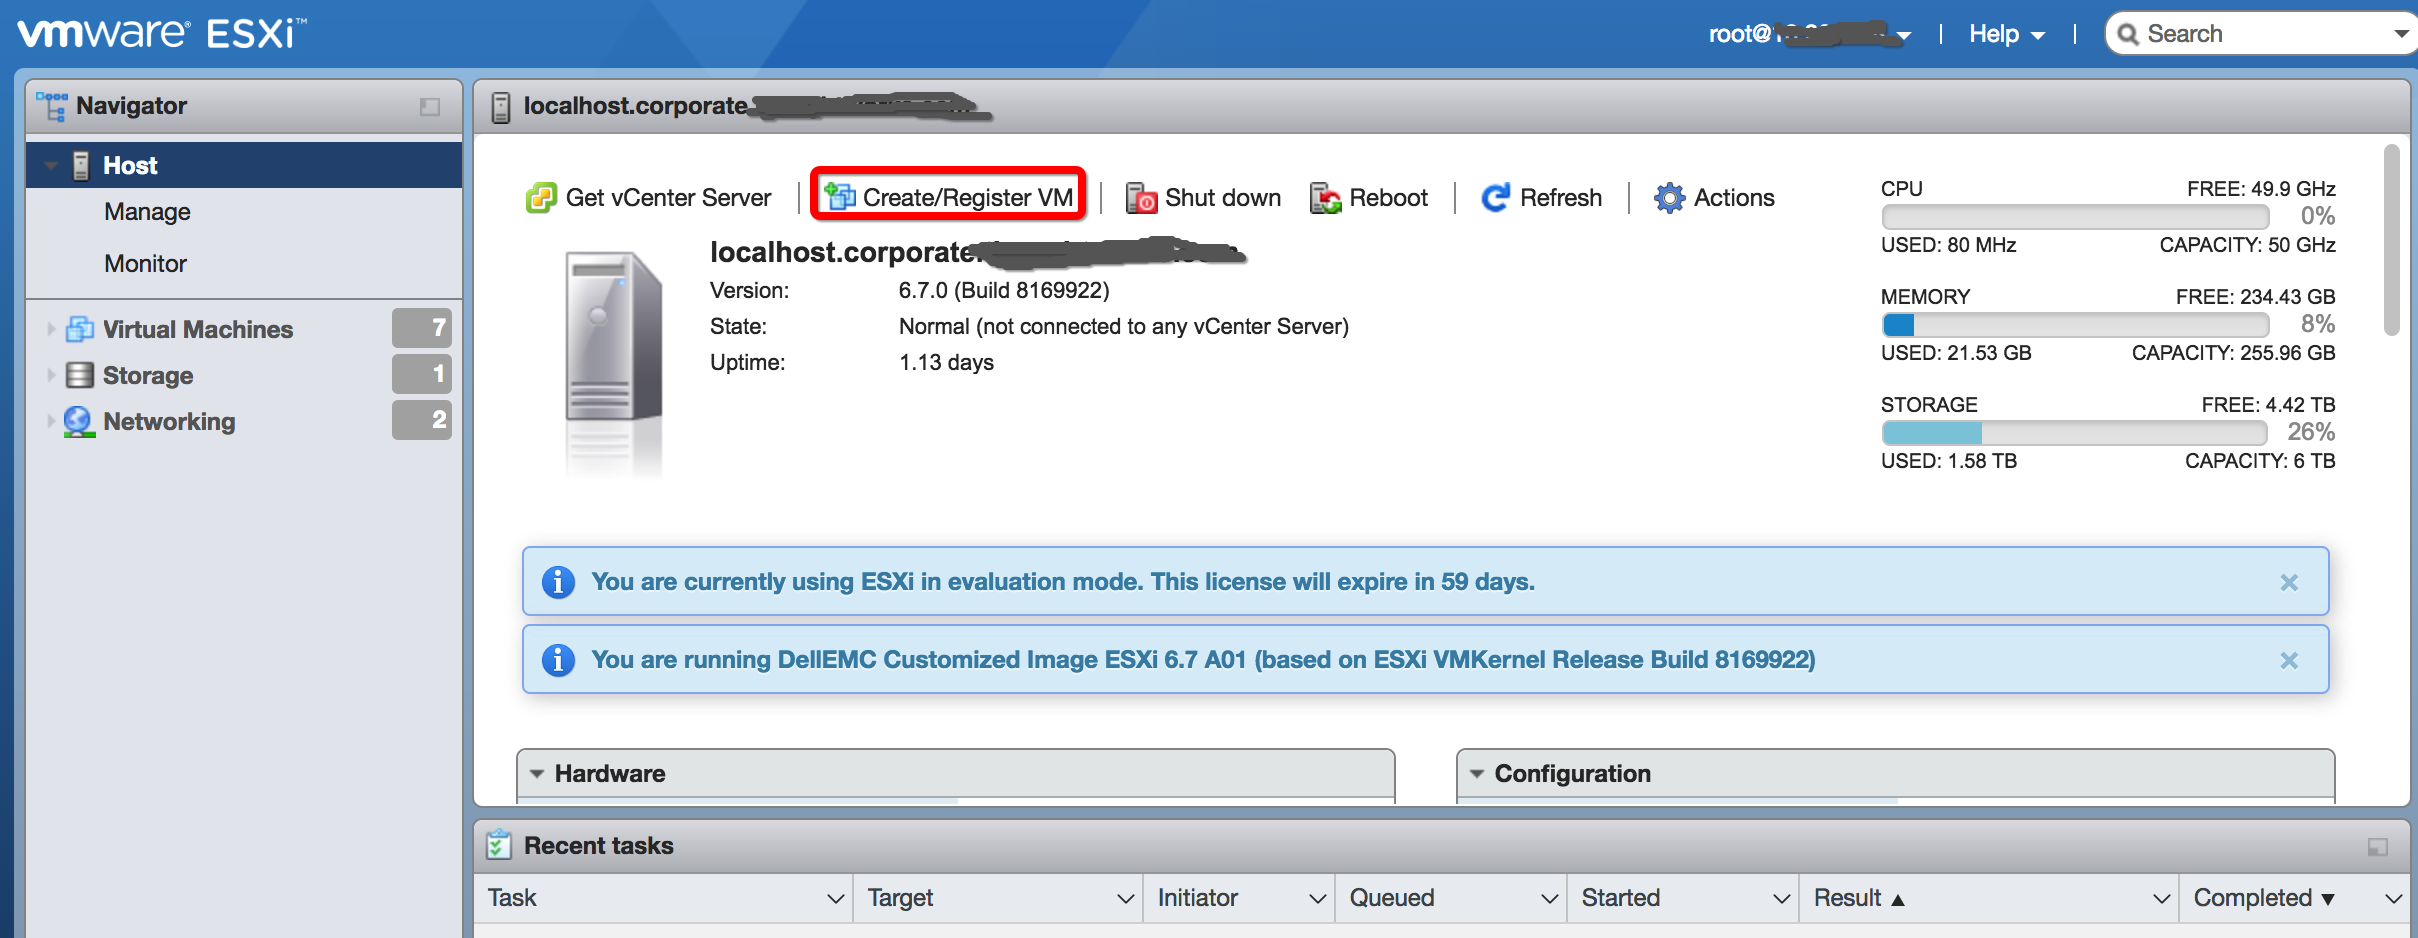 vmware® ESXi™
root@
Help
Search
Navigator
Host
Manage
Monitor
Virtual Machines 7
Storage 1
Networking 2
localhost.corporate
Get vCenter Server
Create/Register VM
Shut down
Reboot
Refresh
Actions
localhost.corporate
Version: 6.7.0 (Build 8169922)
State: Normal (not connected to any vCenter Server)
Uptime: 1.13 days
CPU FREE: 49.9 GHz
0%
USED: 80 MHz CAPACITY: 50 GHz
MEMORY FREE: 234.43 GB
8%
USED: 21.53 GB CAPACITY: 255.96 GB
STORAGE FREE: 4.42 TB
26%
USED: 1.58 TB CAPACITY: 6 TB
You are currently using ESXi in evaluation mode. This license will expire in 59 days.
You are running DellEMC Customized Image ESXi 6.7 A01 (based on ESXi VMKernel Release Build 8169922)
Hardware
Configuration
Recent tasks
Task Target Initiator Queued Started Result ▲ Completed ▼